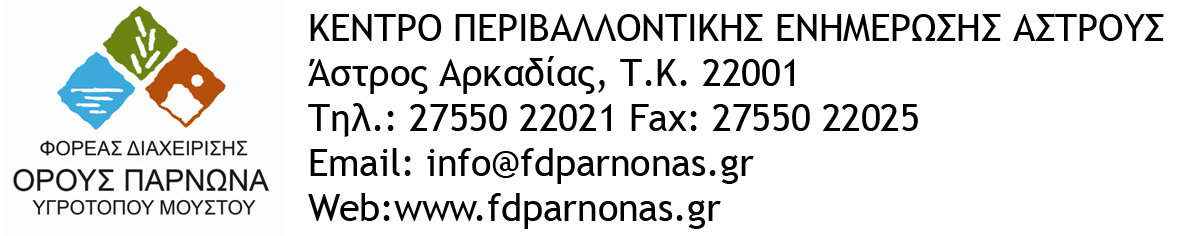 ΦΟΡΕΑΣ ΔΙΑΧΕΙΡΙΣΗΣ
ΟΡΟΥΣ ΠΑΡΝΩΝΑ
ΥΓΡΟΤΟΠΟΥ ΜΟΥΣΤΟΥ
ΚΕΝΤΡΟ ΠΕΡΙΒΑΛΛΟΝΤΙΚΗΣ ΕΝΗΜΕΡΩΣΗΣ ΑΣΤΡΟΥΣ
Άστρος Αρκαδίας, Τ.Κ. 22001
Τηλ.: 27550 22021 Fax: 27550 22025
Email: info@fdparnonas.gr
Web:www.fdparnonas.gr